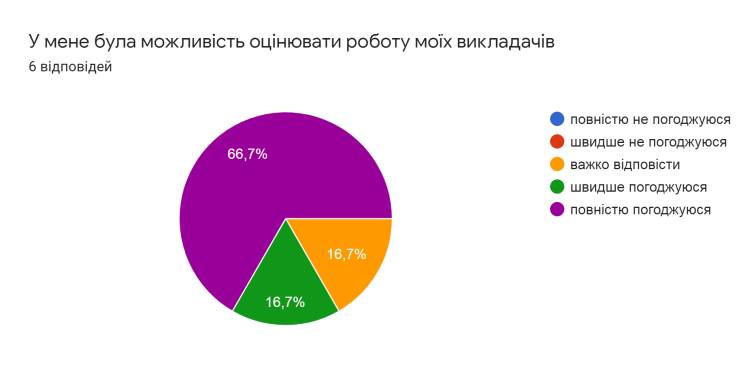 У мене була можливість оцінювати роботу моїх викладачів
6 відповідей
повністю не погоджуюся
швидше не погоджуюся
важко відповісти
швидше погоджуюся
повністю погоджуюся
66,7%
16,7%
16,7%